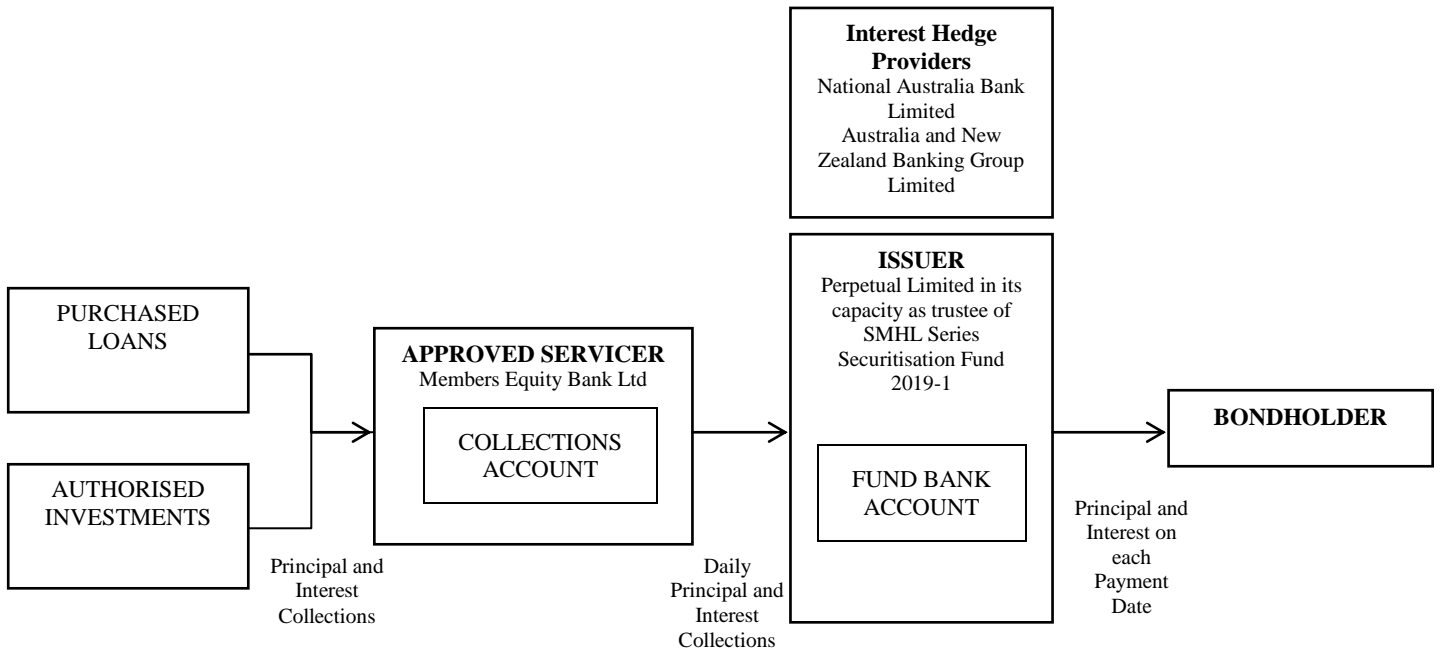 Interest Hedge
Providers
National Australia Bank
Limited
Australia and New
Zealand Banking Group
Limited
PURCHASED
LOANS
AUTHORISED
INVESTMENTS
Principal and
Interest
Collections
APPROVED SERVICER
Members Equity Bank Ltd
COLLECTIONS
ACCOUNT
Daily
Principal and
Interest
Collections
ISSUER
Perpetual Limited in its
capacity as trustee of
SMHL Series
Securitisation Fund
2019-1
FUND BANK
ACCOUNT
Principal and
Interest on
each
Payment
Date
BONDHOLDER